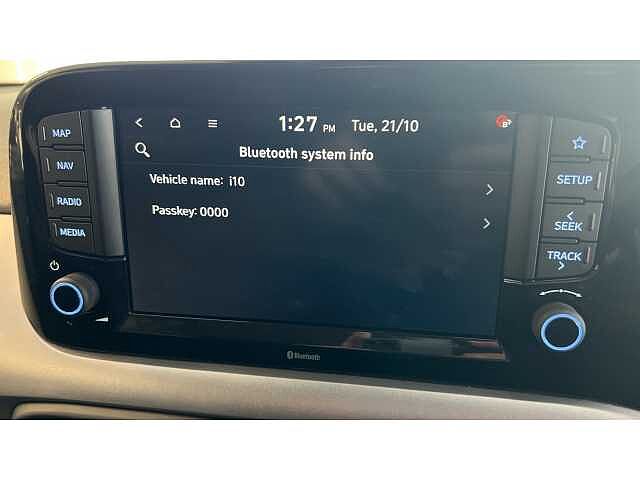 1:27 PM Tue, 21/10
Bluetooth system info
Vehicle name: i10
Passkey: 0000
MAP
NAV
RADIO
MEDIA
SETUP
SEEK
TRACK
Bluetooth